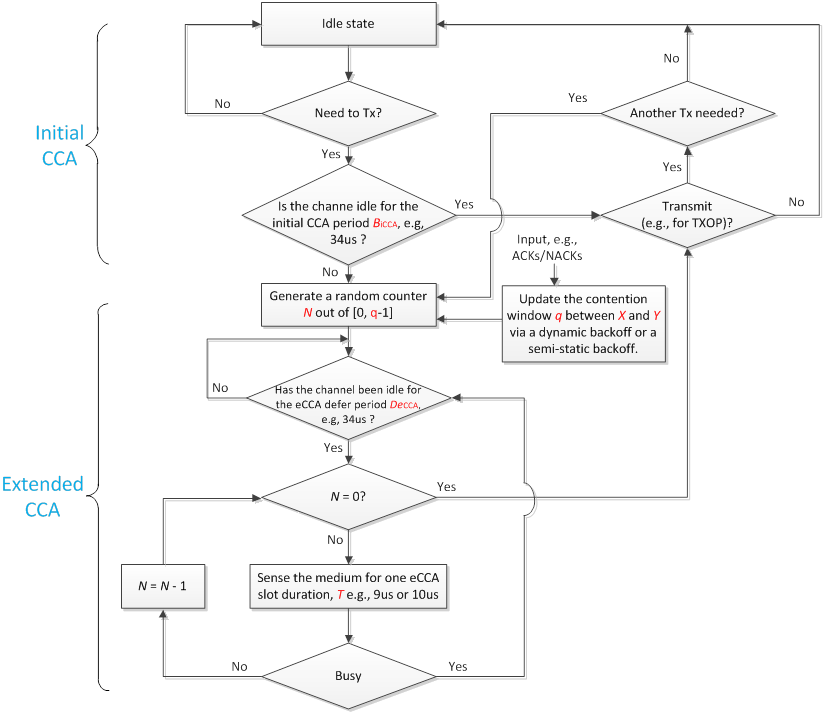 Idle state
No
Need to Tx?
Yes
No
Yes
Another Tx needed?
Initial
CCA
Yes
Is the channe idle for the
initial CCA period BiCCA, e.g,
34us ?
Yes
Transmit
(e.g., for TXOP)?
No
No
Input, e.g.,
ACKs/NACKs
Generate a random counter
N out of [0, q-1]
Update the contention
window q between X and Y
via a dynamic backoff or a
semi-static backoff.
No
Has the channel been idle for
the eCCA defer period DeCCA,
e.g, 34us ?
Yes
Extended
CCA
N = 0?
Yes
No
N = N - 1
Sense the medium for one eCCA
slot duration, T e.g., 9us or 10us
No
Busy
Yes